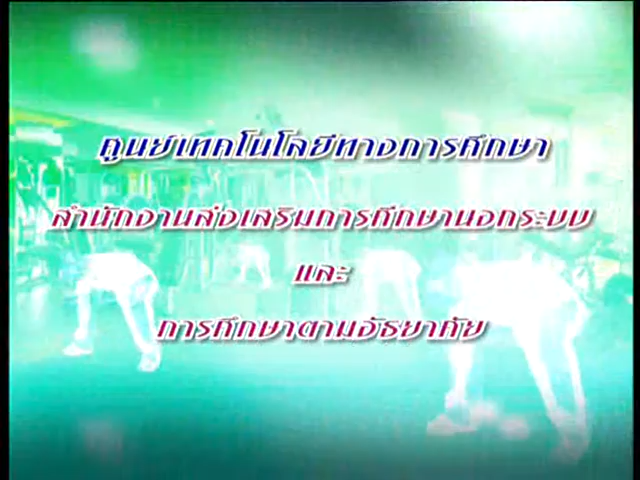 ศูนย์เทคโนโลยีทางการศึกษา
สำนักงานส่งเสริมการศึกษานอกระบบ
และ
การศึกษาตามอัธยาศัย